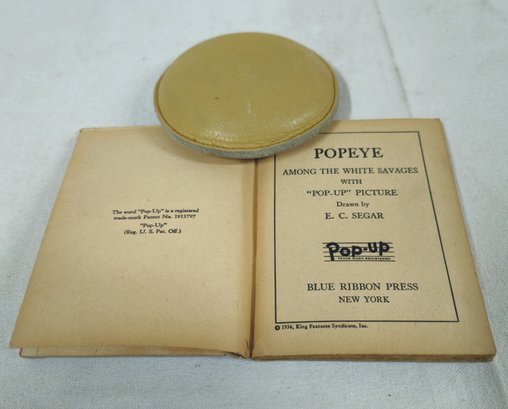 The word "Pop-Up" is a registered
trade-mark Patent No. 1913797
"Pop-Up"
(Reg. U. S. Pat. Off.)
POPEYE
AMONG THE WHITE SAVAGES
WITH
"POP-UP" PICTURE
Drawn by
E. C. SEGAR
Pop-up
TRADE MARK REGISTERED
BLUE RIBBON PRESS
NEW YORK
© 1934, King Features Syndicate, Inc.